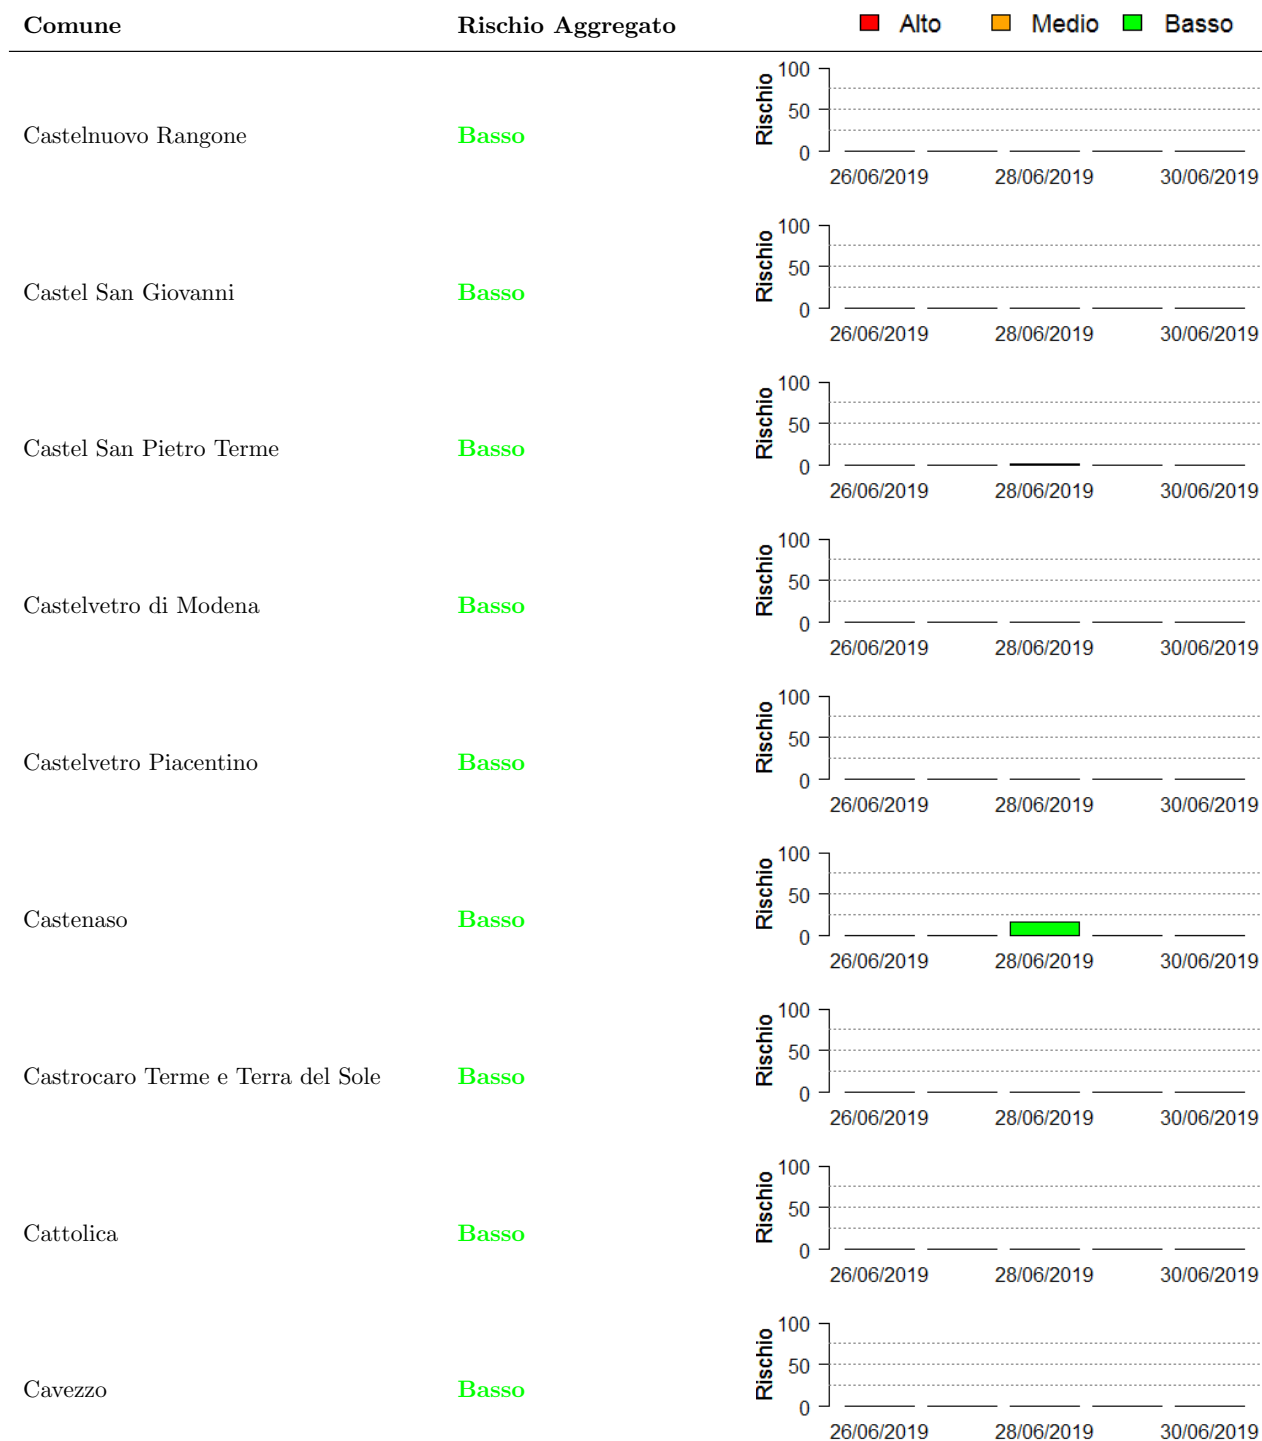 Comune Rischio Aggregato Alto Medio Basso
Castelnuovo Rangone Basso
Rischio
100
50
0
26/06/2019 28/06/2019 30/06/2019
Castel San Giovanni Basso
Rischio
100
50
0
26/06/2019 28/06/2019 30/06/2019
Castel San Pietro Terme Basso
Rischio
100
50
0
26/06/2019 28/06/2019 30/06/2019
Castelvetro di Modena Basso
Rischio
100
50
0
26/06/2019 28/06/2019 30/06/2019
Castelvetro Piacentino Basso
Rischio
100
50
0
26/06/2019 28/06/2019 30/06/2019
Castenaso Basso
Rischio
100
50
0
26/06/2019 28/06/2019 30/06/2019
Castrocaro Terme e Terra del Sole Basso
Rischio
100
50
0
26/06/2019 28/06/2019 30/06/2019
Cattolica Basso
Rischio
100
50
0
26/06/2019 28/06/2019 30/06/2019
Cavezzo Basso
Rischio
100
50
0
26/06/2019 28/06/2019 30/06/2019